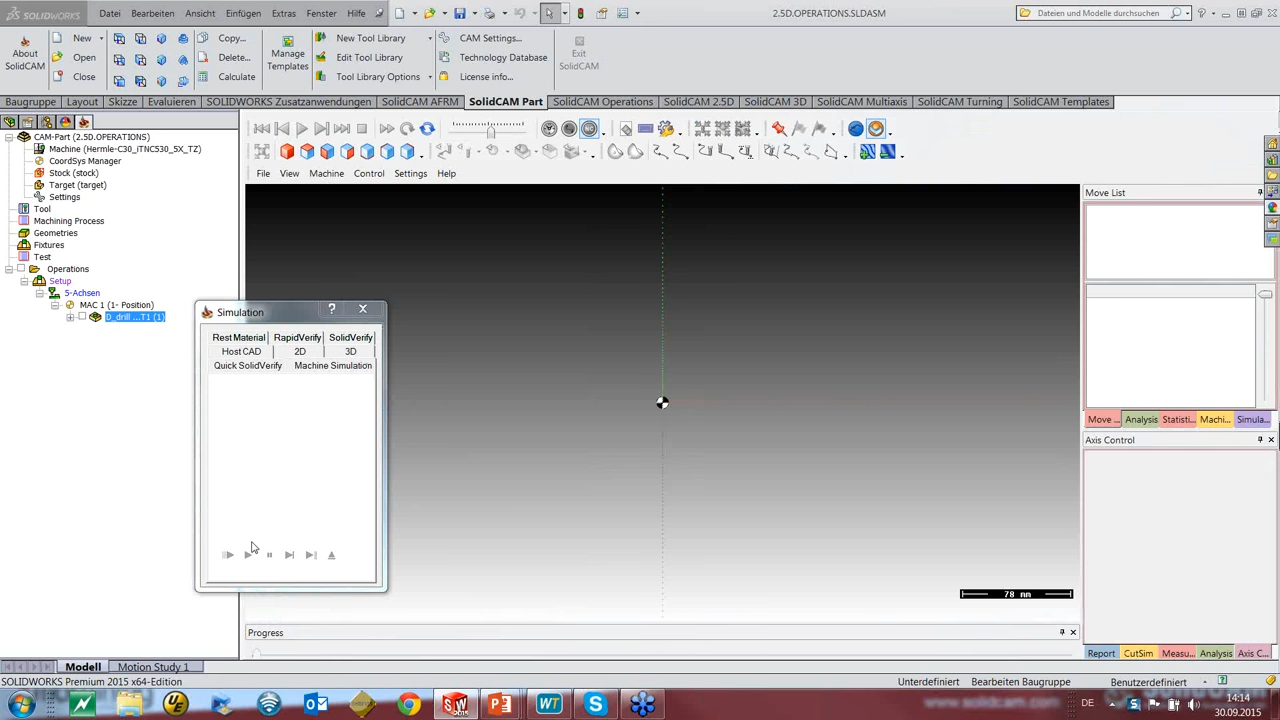 SOLIDWORKS Datei Bearbeiten Ansicht Einfügen Extras Fenster Hilfe 2.5D.OPERATIONS.SLDASM Dateien und Modelle durchsuchen
About SolidCAM
New
Open
Close
Copy...
Delete...
Calculate
Manage Templates
New Tool Library
Edit Tool Library
Tool Library Options
CAM Settings...
Technology Database
License info...
Exit SolidCAM
Baugruppe Layout Skizze Evaluieren SOLIDWORKS Zusatzanwendungen SolidCAM AFRM SolidCAM Part SolidCAM Operations SolidCAM 2.5D SolidCAM 3D SolidCAM Multiaxis SolidCAM Turning SolidCAM Templates
CAM-Part (2.5D.OPERATIONS)
Machine (Hermle-C30_iTNC530_5X_TZ)
CoordSys Manager
Stock (stock)
Target (target)
Settings
Tool
Machining Process
Geometries
Fixtures
Test
Operations
Setup
5-Achsen
MAC 1 (1- Position)
D_drill ...T1 (1)
File View Machine Control Settings Help
Simulation
Rest Material RapidVerify SolidVerify
Host CAD 2D 3D
Quick SolidVerify Machine Simulation
78 mm
Move List
Move ... Analysis Statisti... Machi... Simula...
Axis Control
Progress
Report CutSim Measu... Analysis Axis C...
Modell Motion Study 1
SOLIDWORKS Premium 2015 x64-Edition Unterdefiniert Bearbeiten Baugruppe Benutzerdefiniert
DE
14:14
30.09.2015